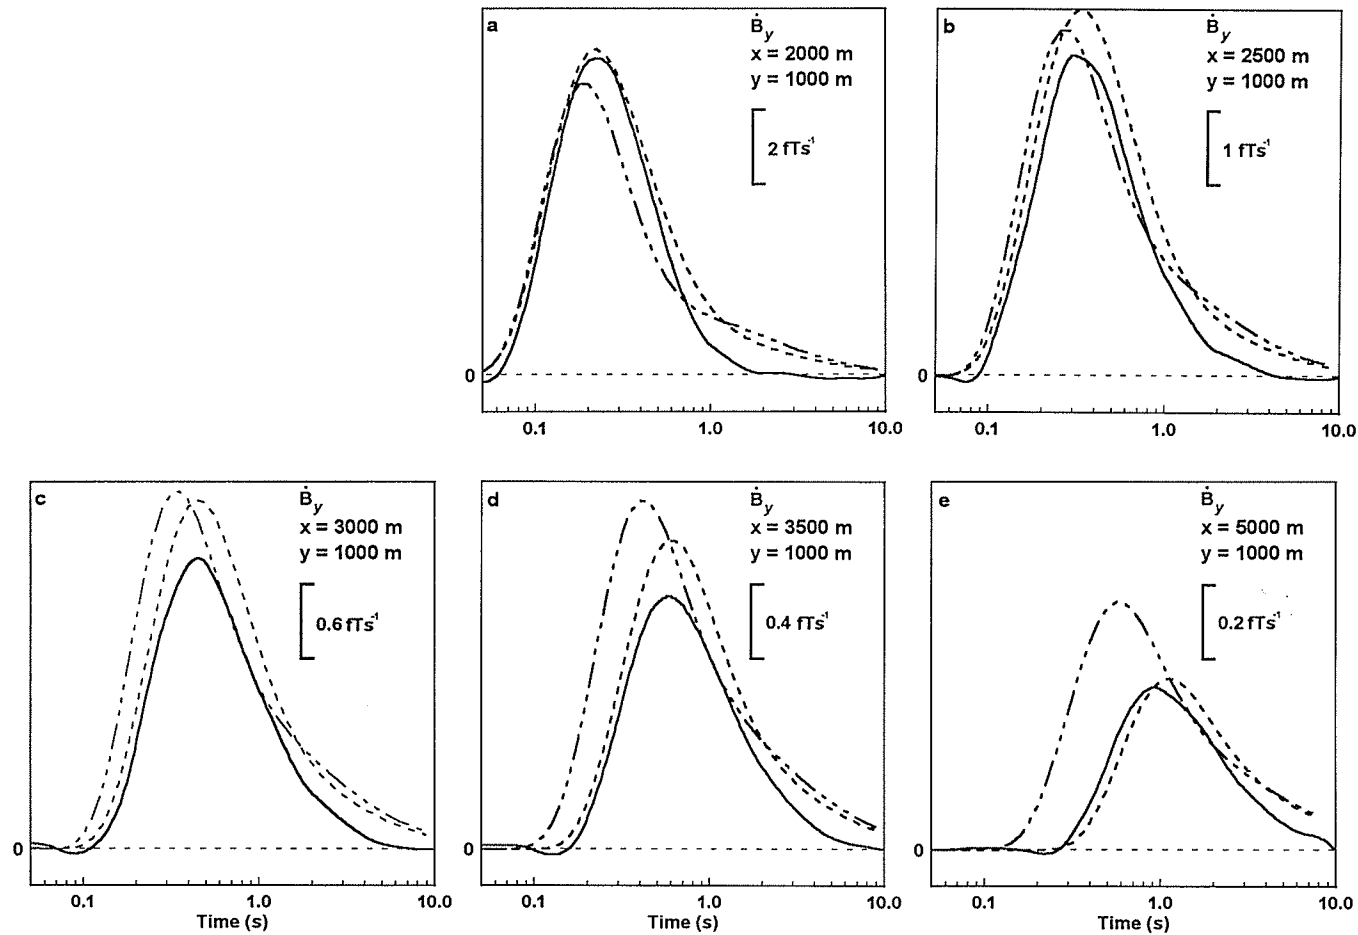 a
Ḃy
x = 2000 m
y = 1000 m
2 fTs-1
0
0.1
1.0
10.0
b
Ḃy
x = 2500 m
y = 1000 m
1 fTs-1
0
0.1
1.0
10.0
c
Ḃy
x = 3000 m
y = 1000 m
0.6 fTs-1
0
0.1
1.0
10.0
Time (s)
d
Ḃy
x = 3500 m
y = 1000 m
0.4 fTs-1
0
0.1
1.0
10.0
Time (s)
e
Ḃy
x = 5000 m
y = 1000 m
0.2 fTs-1
0
0.1
1.0
10.0
Time (s)